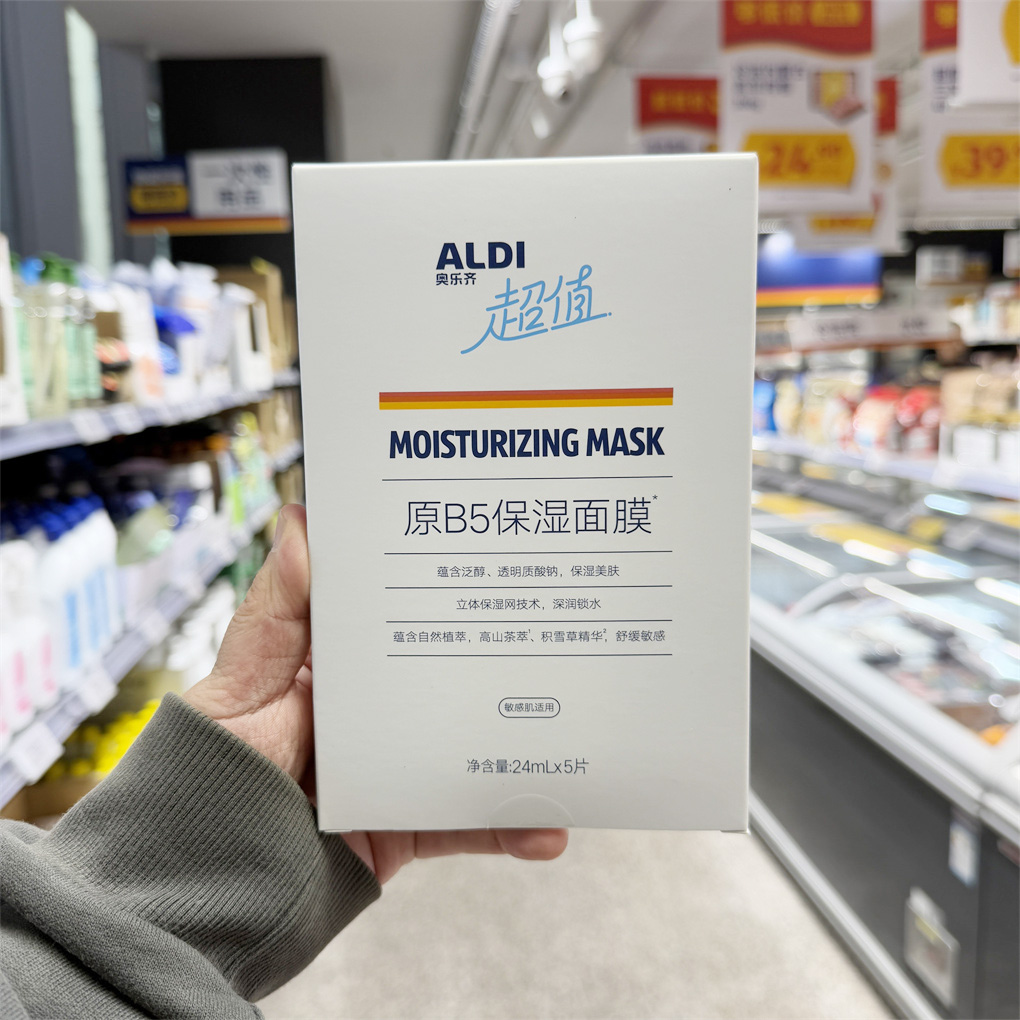 ALDI
奥乐齐
超值
MOISTURIZING MASK
原B5保湿面膜*
蕴含泛醇、透明质酸钠，保湿美肤
立体保湿网技术，深润锁水
蕴含自然植萃，高山茶萃¹、积雪草精华²，舒缓敏感
敏感肌适用
净含量:24mLx5片
24
39